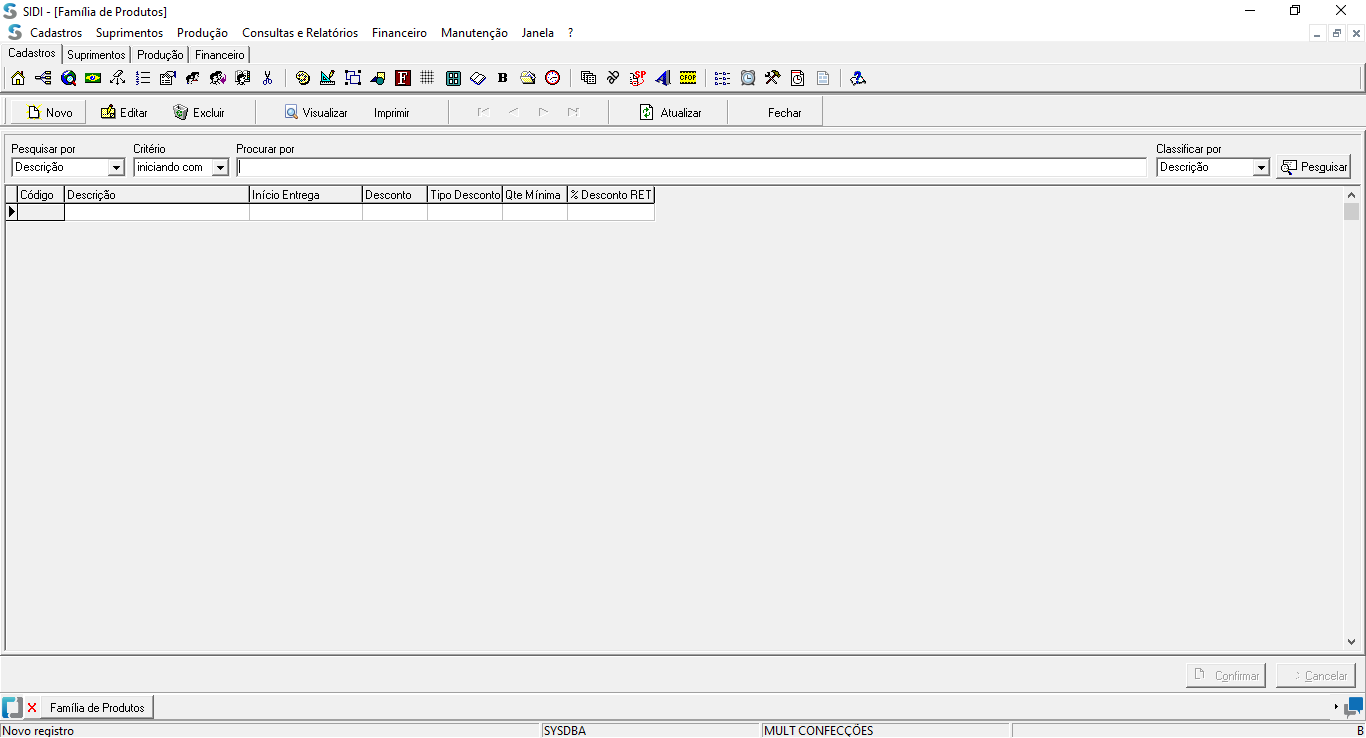 SIDI - [Família de Produtos]
Cadastros Suprimentos Produção Consultas e Relatórios Financeiro Manutenção Janela ?
Cadastros Suprimentos Produção Financeiro
F B SP CFOP
Novo Editar Excluir Visualizar Imprimir Atualizar Fechar
Pesquisar por Critério Procurar por Classificar por
Descrição iniciando com Descrição Pesquisar
Código Descrição Início Entrega Desconto Tipo Desconto Qte Mínima % Desconto RET
Confirmar Cancelar
Família de Produtos
Novo registro SYSDBA MULT CONFECÇÕES B